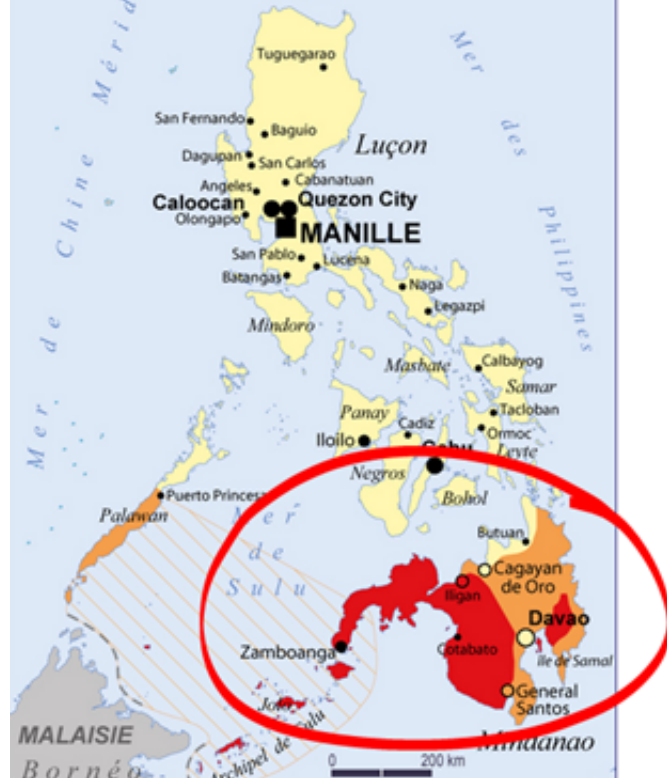 Tuguegarao
Mer de Chine Mérid
Mer des Philippines
San Fernando
Baguio
Luçon
Dagupan
San Carlos
Cabanatuan
Angeles
Caloocan
Quezon City
Olongapo
MANILLE
San Pablo
Lucena
Batangas
Naga
Legazpi
Mindoro
Masbate
Calbayog
Samar
Panay
Cadiz
Tacloban
Iloilo
Ormoc
Leyte
Negros
Bohol
Puerto Princesa
Palawan
Mer
de
Sulu
Butuan
Cagayan
de Oro
Iligan
Davao
Zamboanga
Cotabato
île de Samal
General
Santos
Jolo
Archipel de Sulu
Mindanao
MALAISIE
Bornéo
0 200 km